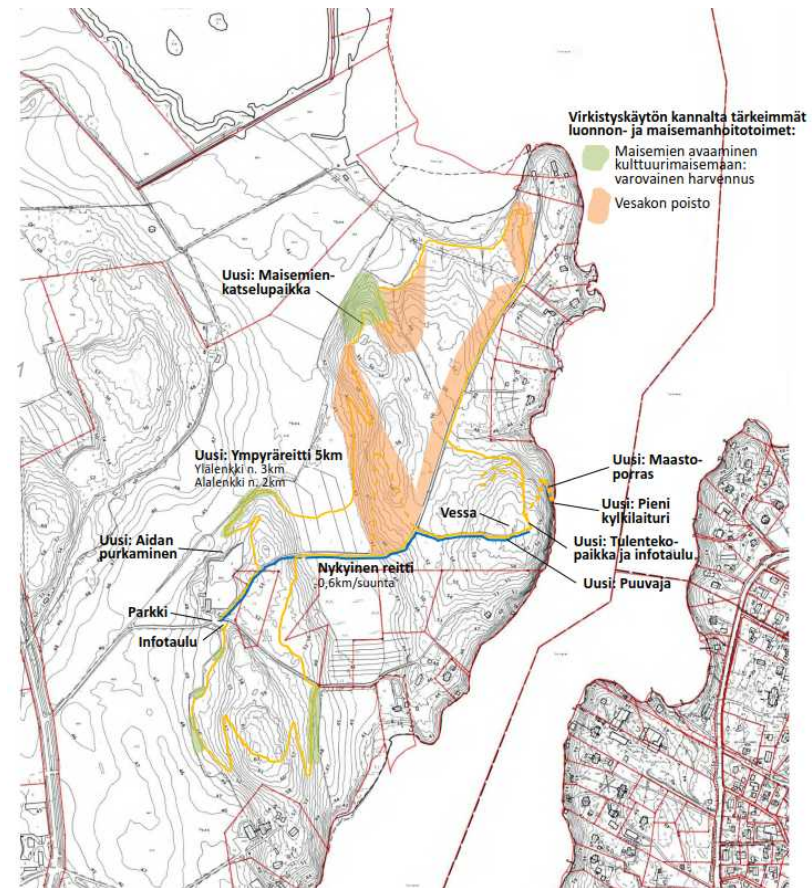 Virkistyskäytön kannalta tärkeimmät
luonnon- ja maisemanhoitotoimet:
Maisemien avaaminen
kulttuurimaisemaan:
varovainen harvennus
Vesakon poisto
Uusi: Maisemien-
katselupaikka
Uusi: Ympyräreitti 5km
Ylälenkki n. 3km
Alalenkki n. 2km
Uusi: Maasto-
porras
Uusi: Pieni
kylkilaituri
Vessa
Uusi: Tulenteko-
paikka ja infotaulu
Uusi: Aidan
purkaminen
Nykyinen reitti
0,6km/suunta
Uusi: Puuvaja
Parkki
Infotaulu